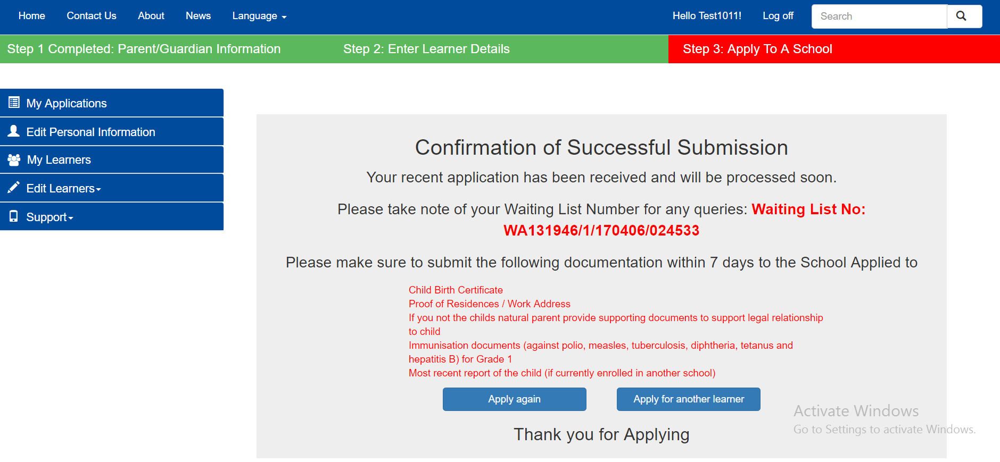 Home Contact Us About News Language Hello Test1011! Log off Search
Step 1 Completed: Parent/Guardian Information Step 2: Enter Learner Details Step 3: Apply To A School
My Applications
Edit Personal Information
My Learners
Edit Learners
Support
Confirmation of Successful Submission
Your recent application has been received and will be processed soon.
Please take note of your Waiting List Number for any queries: Waiting List No:
WA131946/1/170406/024533
Please make sure to submit the following documentation within 7 days to the School Applied to
Child Birth Certificate
Proof of Residences / Work Address
If you not the childs natural parent provide supporting documents to support legal relationship
to child
Immunisation documents (against polio, measles, tuberculosis, diphtheria, tetanus and
hepatitis B) for Grade 1
Most recent report of the child (if currently enrolled in another school)
Apply again Apply for another learner
Thank you for Applying
Activate Windows
Go to Settings to activate Windows.